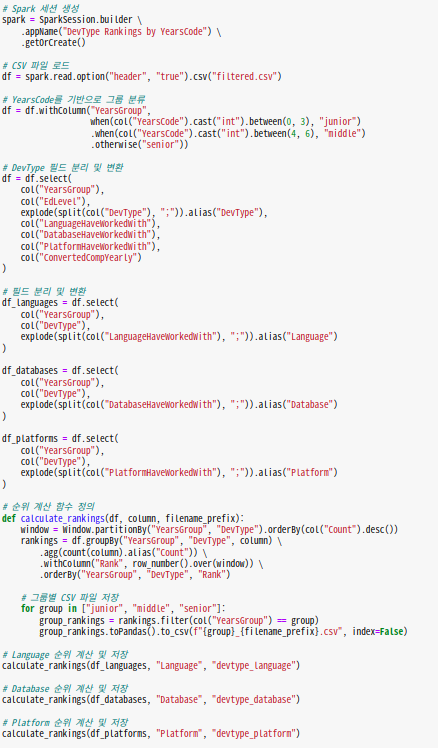 # Spark 세션 생성
spark = SparkSession.builder \
    .appName("DevType Rankings by YearsCode") \
    .getOrCreate()

# CSV 파일 로드
df = spark.read.option("header", "true").csv("filtered.csv")

# YearsCode를 기반으로 그룹 분류
df = df.withColumn("YearsGroup",
                   when(col("YearsCode").cast("int").between(0, 3), "junior")
                   .when(col("YearsCode").cast("int").between(4, 6), "middle")
                   .otherwise("senior"))

# DevType 필드 분리 및 변환
df = df.select(
    col("YearsGroup"),
    col("EdLevel"),
    explode(split(col("DevType"), ";")).alias("DevType"),
    col("LanguageHaveWorkedWith"),
    col("DatabaseHaveWorkedWith"),
    col("PlatformHaveWorkedWith"),
    col("ConvertedCompYearly")
)

# 필드 분리 및 변환
df_languages = df.select(
    col("YearsGroup"),
    col("DevType"),
    explode(split(col("LanguageHaveWorkedWith"), ";")).alias("Language")
)

df_databases = df.select(
    col("YearsGroup"),
    col("DevType"),
    explode(split(col("DatabaseHaveWorkedWith"), ";")).alias("Database")
)

df_platforms = df.select(
    col("YearsGroup"),
    col("DevType"),
    explode(split(col("PlatformHaveWorkedWith"), ";")).alias("Platform")
)

# 순위 계산 함수 정의
def calculate_rankings(df, column, filename_prefix):
    window = Window.partitionBy("YearsGroup", "DevType").orderBy(col("Count").desc())
    rankings = df.groupBy("YearsGroup", "DevType", column) \
        .agg(count(column).alias("Count")) \
        .withColumn("Rank", row_number().over(window)) \
        .orderBy("YearsGroup", "DevType", "Rank")

    # 그룹별 CSV 파일 저장
    for group in ["junior", "middle", "senior"]:
        group_rankings = rankings.filter(col("YearsGroup") == group)
        group_rankings.toPandas().to_csv(f"{group}_{filename_prefix}.csv", index=False)

# Language 순위 계산 및 저장
calculate_rankings(df_languages, "Language", "devtype_language")

# Database 순위 계산 및 저장
calculate_rankings(df_databases, "Database", "devtype_database")

# Platform 순위 계산 및 저장
calculate_rankings(df_platforms, "Platform", "devtype_platform")